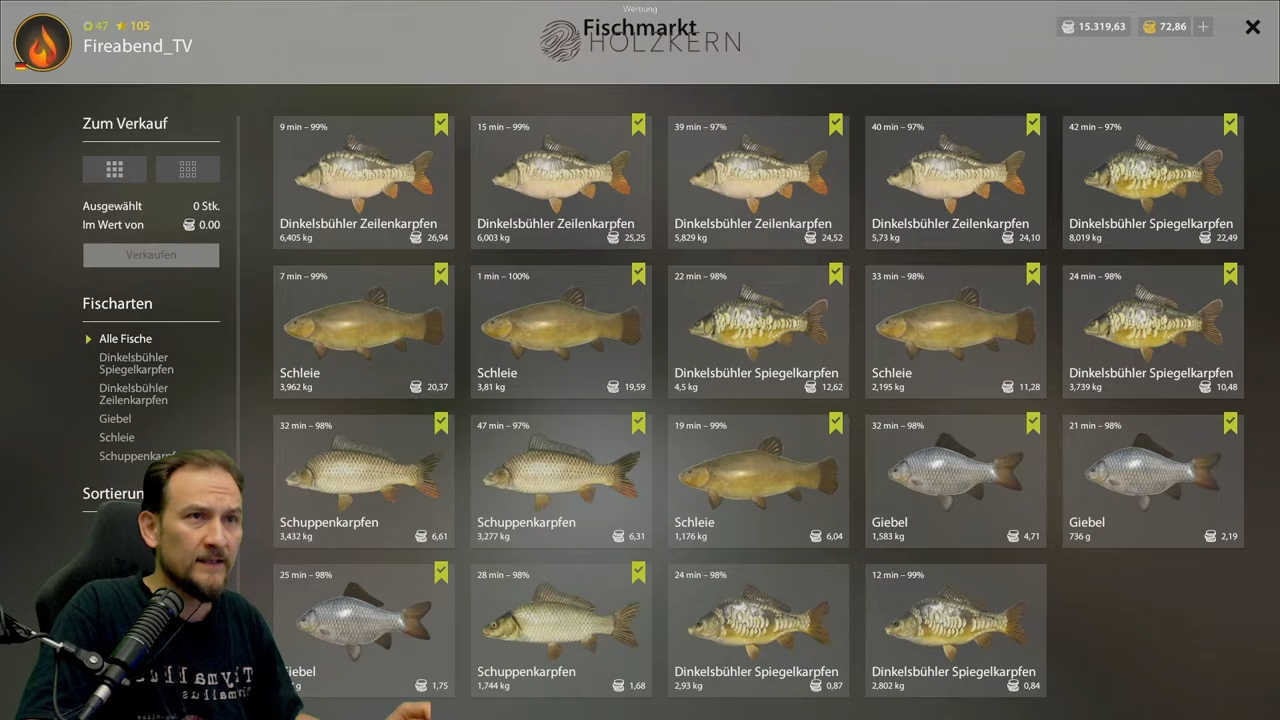 Werbung
Fischmarkt
HOLZKERN
47 105
Fireabend_TV
15.319,63
72,86
Zum Verkauf
Ausgewählt 0 Stk.
Im Wert von 0.00
Verkaufen
Fischarten
Alle Fische
Dinkelsbühler
Spiegelkarpfen
Dinkelsbühler
Zeilenkarpfen
Giebel
Schleie
Schuppenkarpf
Sortierun
9 min – 99%
Dinkelsbühler Zeilenkarpfen
6,405 kg 26,94
15 min – 99%
Dinkelsbühler Zeilenkarpfen
6,003 kg 25,25
39 min – 97%
Dinkelsbühler Zeilenkarpfen
5,829 kg 24,52
40 min – 97%
Dinkelsbühler Zeilenkarpfen
5,73 kg 24,10
42 min – 97%
Dinkelsbühler Spiegelkarpfen
8,019 kg 22,49
7 min – 99%
Schleie
3,962 kg 20,37
1 min – 100%
Schleie
3,81 kg 19,59
22 min – 98%
Dinkelsbühler Spiegelkarpfen
4,5 kg 12,62
33 min – 98%
Schleie
2,195 kg 11,28
24 min – 98%
Dinkelsbühler Spiegelkarpfen
3,739 kg 10,48
32 min – 98%
Schuppenkarpfen
3,432 kg 6,61
47 min – 97%
Schuppenkarpfen
3,277 kg 6,31
19 min – 99%
Schleie
1,176 kg 6,04
32 min – 98%
Giebel
1,583 kg 4,71
21 min – 98%
Giebel
736 g 2,19
25 min – 98%
iebel
g 1,75
28 min – 98%
Schuppenkarpfen
1,744 kg 1,68
24 min – 98%
Dinkelsbühler Spiegelkarpfen
2,93 kg 0,87
12 min – 99%
Dinkelsbühler Spiegelkarpfen
2,802 kg 0,84